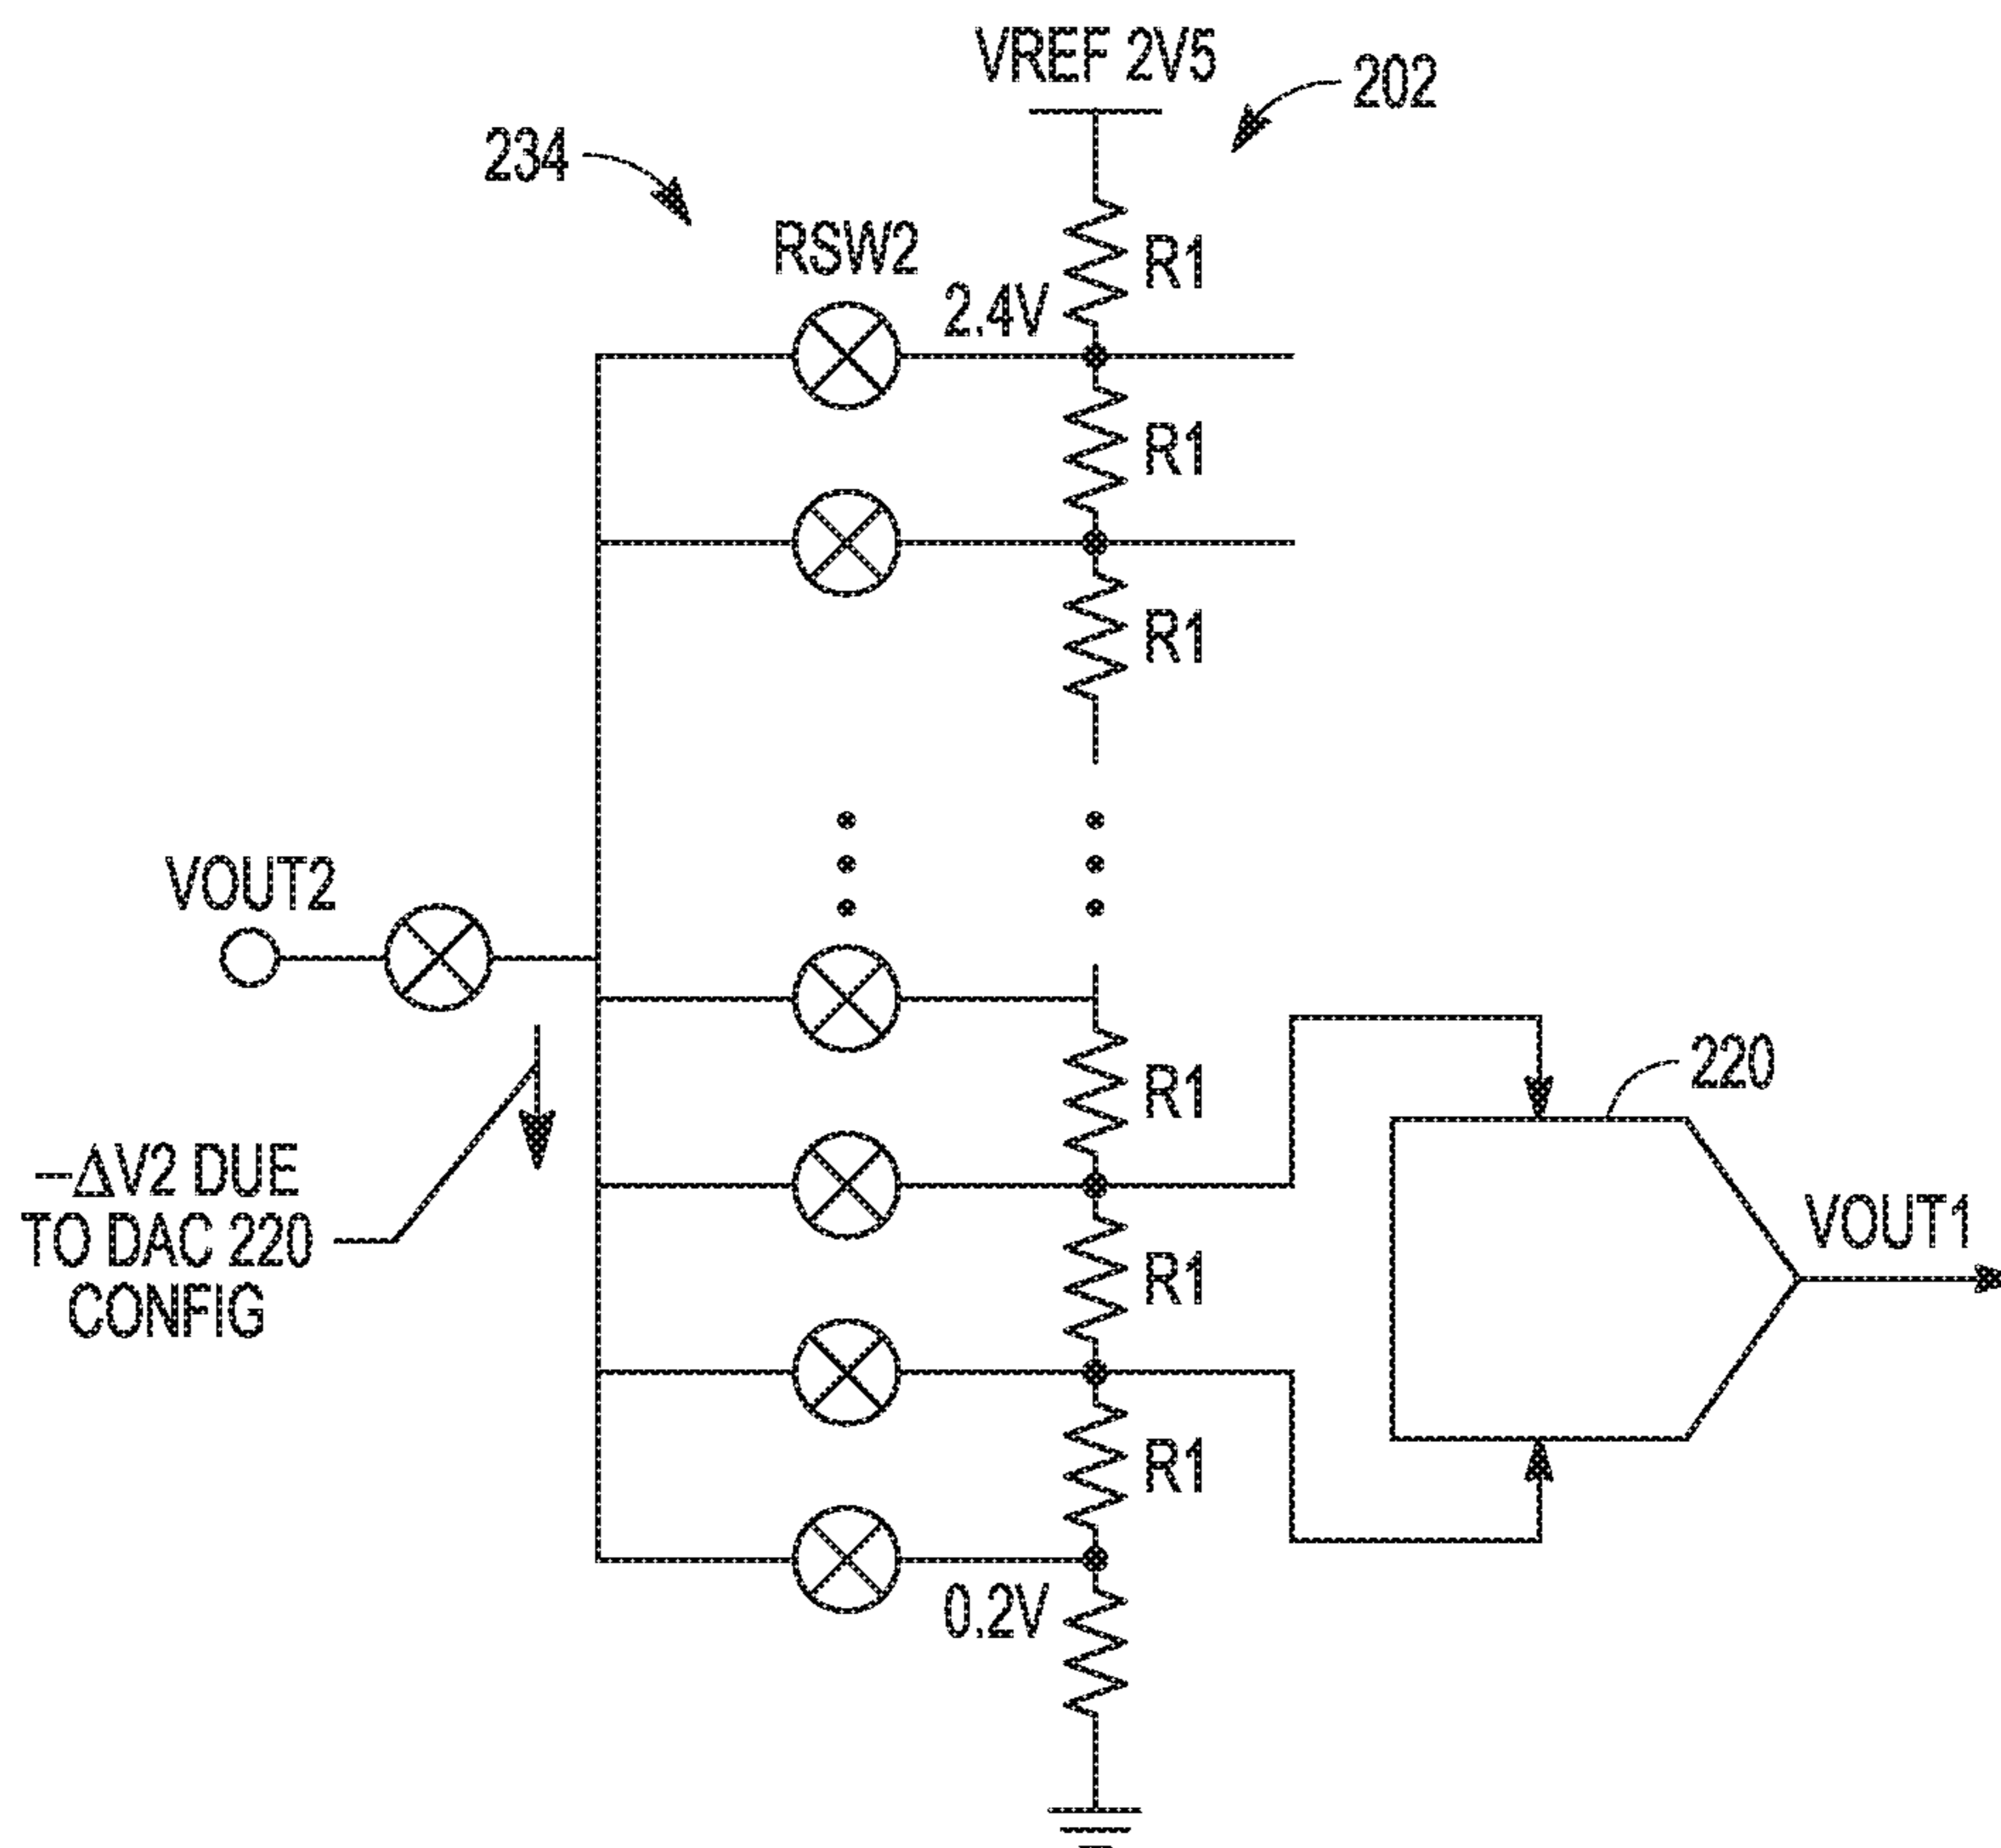 VREF 2V5
202
234
RSW2
R1
2.4V
R1
R1
VOUT2
R1
220
–ΔV2 DUE
TO DAC 220
CONFIG
VOUT1
R1
R1
0.2V